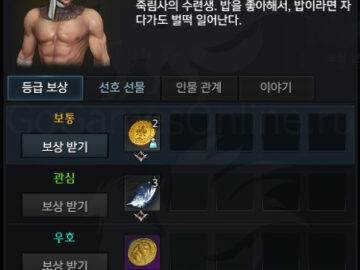 죽림사의 수련생. 밥을 좋아해서, 밥이라면 자
다가도 벌떡 일어난다.
등급 보상 선호 선물 인물 관계 이야기
보통
2
보상 받기
관심
3
보상 받기
우호
보상 받기